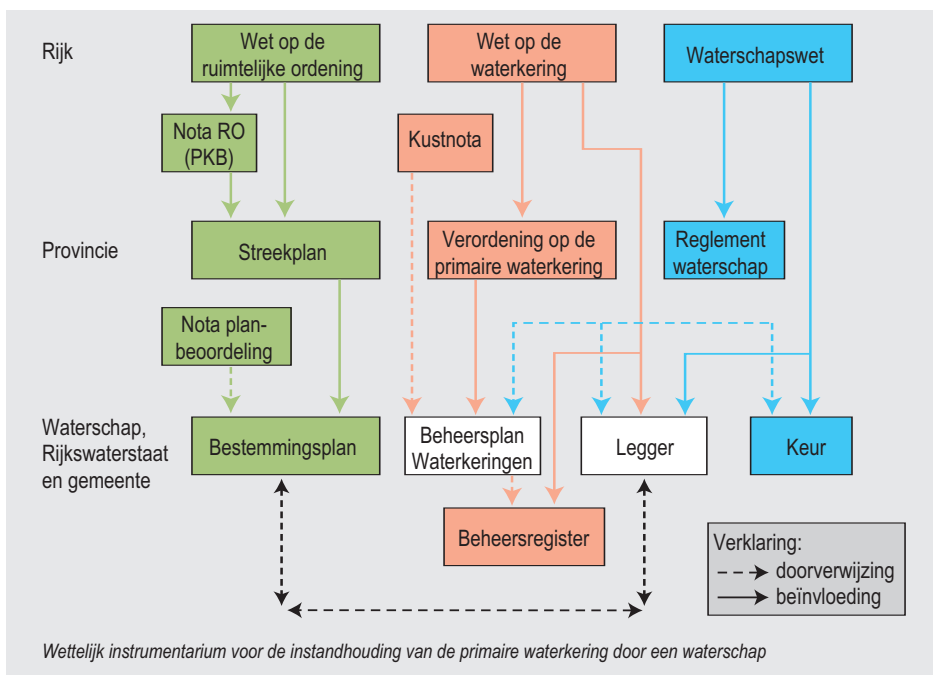 Rijk
Wet op de
ruimtelijke ordening
Wet op de
waterkering
Waterschapswet
Nota RO
(PKB)
Kustnota
Provincie
Streekplan
Verordening op de
primaire waterkering
Reglement
waterschap
Nota plan-
beoordeling
Waterschap,
Rijkswaterstaat
en gemeente
Bestemmingsplan
Beheersplan
Waterkeringen
Legger
Keur
Beheersregister
Verklaring:
doorverwijzing
beïnvloeding
Wettelijk instrumentarium voor de instandhouding van de primaire waterkering door een waterschap